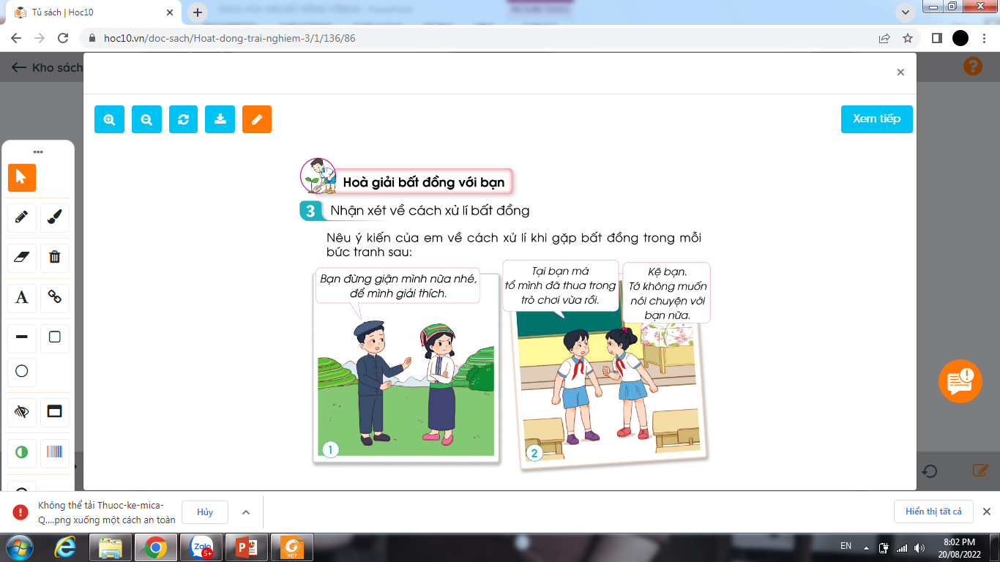 Tủ sách | Hoc10
hoc10.vn/doc-sach/Hoat-dong-trai-nghiem-3/1/136/86
Kho sách
Xem tiếp
Hoà giải bất đồng với bạn
3 Nhận xét về cách xử lí bất đồng
Nêu ý kiến của em về cách xử lí khi gặp bất đồng trong mỗi
bức tranh sau:
Bạn đừng giận mình nữa nhé,
để mình giải thích.
Tại bạn mà
tổ mình đã thua trong
trò chơi vừa rồi.
Kệ bạn.
Tớ không muốn
nói chuyện với
bạn nữa.
1
2
Không thể tải Thuoc-ke-mica-
Q....png xuống một cách an toàn
Hủy
Hiển thị tất cả
Zalo
5+
PDF
EN
8:02 PM
20/08/2022